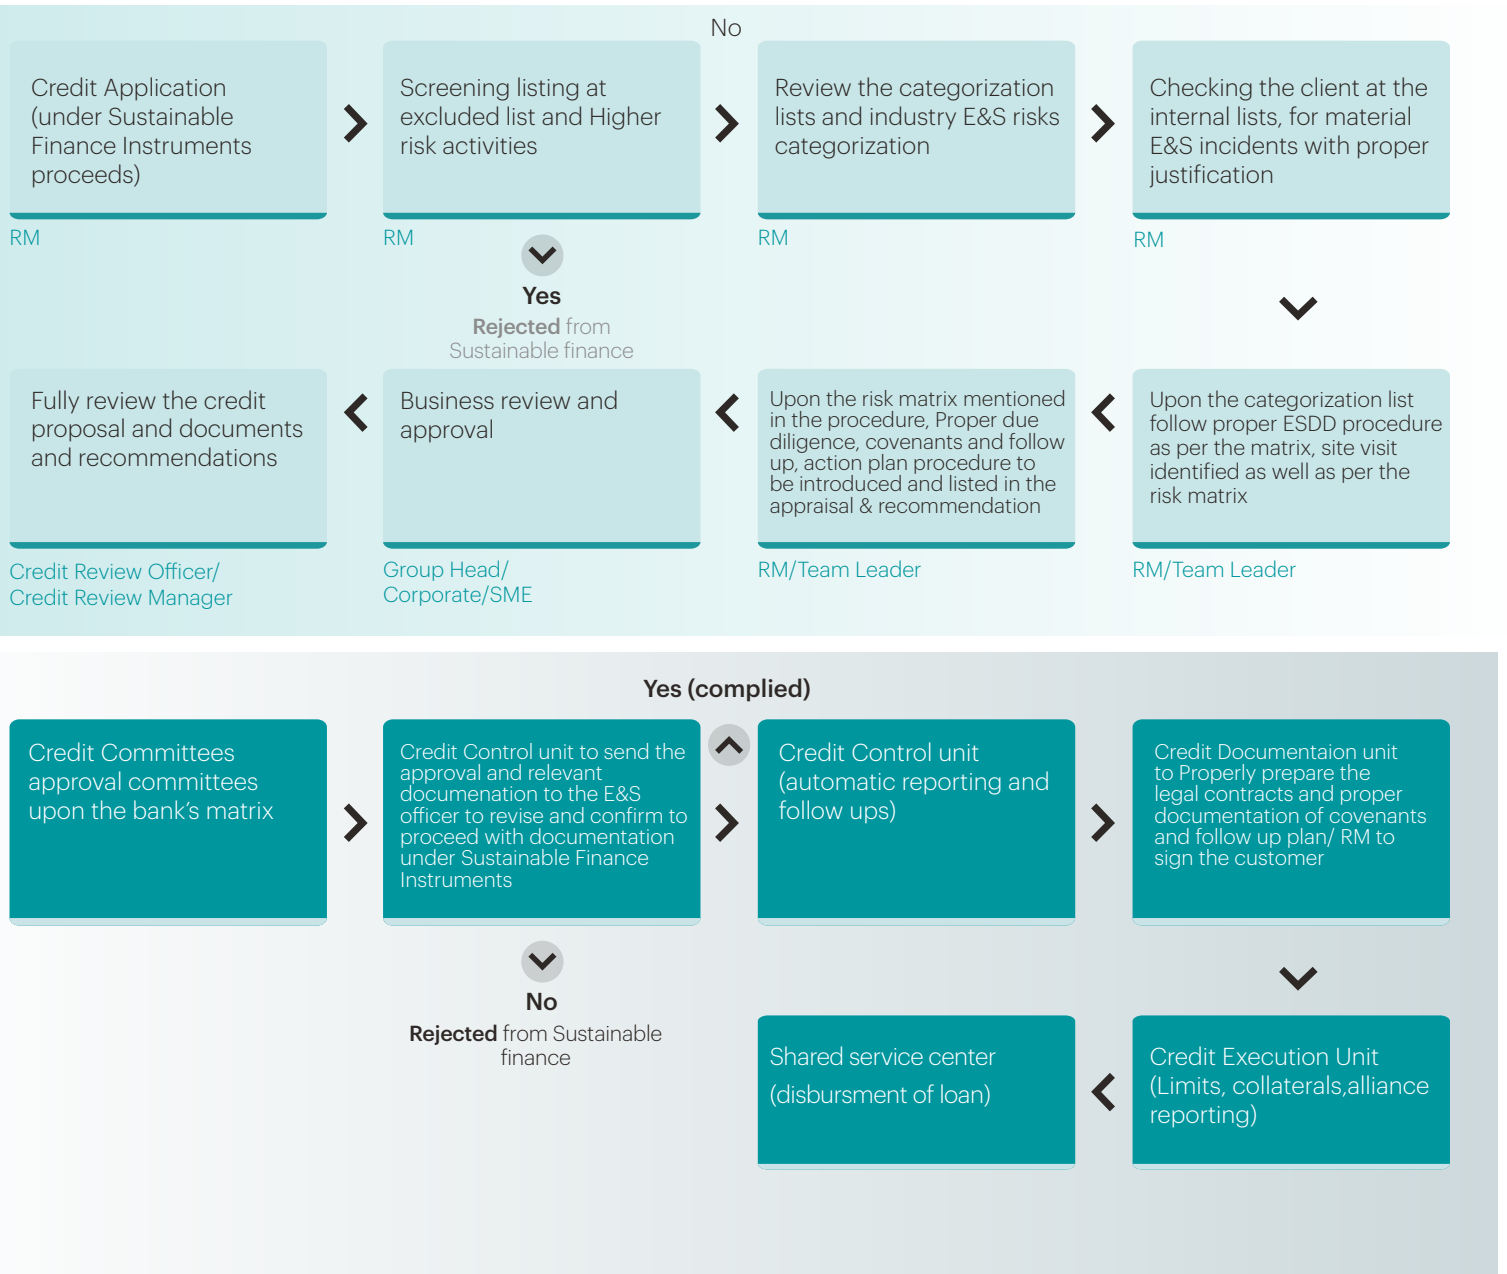 No
Credit Application
(under Sustainable
Finance Instruments
proceeds)
RM
Screening listing at
excluded list and Higher
risk activities
RM
Yes
Rejected from
Sustainable finance
Review the categorization
lists and industry E&S risks
categorization
RM
Checking the client at the
internal lists, for material
E&S incidents with proper
justification
RM
Upon the categorization list
follow proper ESDD procedure
as per the matrix, site visit
identified as well as per the
risk matrix
RM/Team Leader
Upon the risk matrix mentioned
in the procedure, Proper due
diligence, covenants and follow
up, action plan procedure to
be introduced and listed in the
appraisal & recommendation
RM/Team Leader
Business review and
approval
Group Head/
Corporate/SME
Fully review the credit
proposal and documents
and recommendations
Credit Review Officer/
Credit Review Manager
Yes (complied)
Credit Committees
approval committees
upon the bank's matrix
Credit Control unit to send the
approval and relevant
documenation to the E&S
officer to revise and confirm to
proceed with documentation
under Sustainable Finance
Instruments
No
Rejected from Sustainable
finance
Credit Control unit
(automatic reporting and
follow ups)
Credit Documentaion unit
to Properly prepare the
legal contracts and proper
documentation of covenants
and follow up plan/ RM to
sign the customer
Credit Execution Unit
(Limits, collaterals,alliance
reporting)
Shared service center
(disbursment of loan)